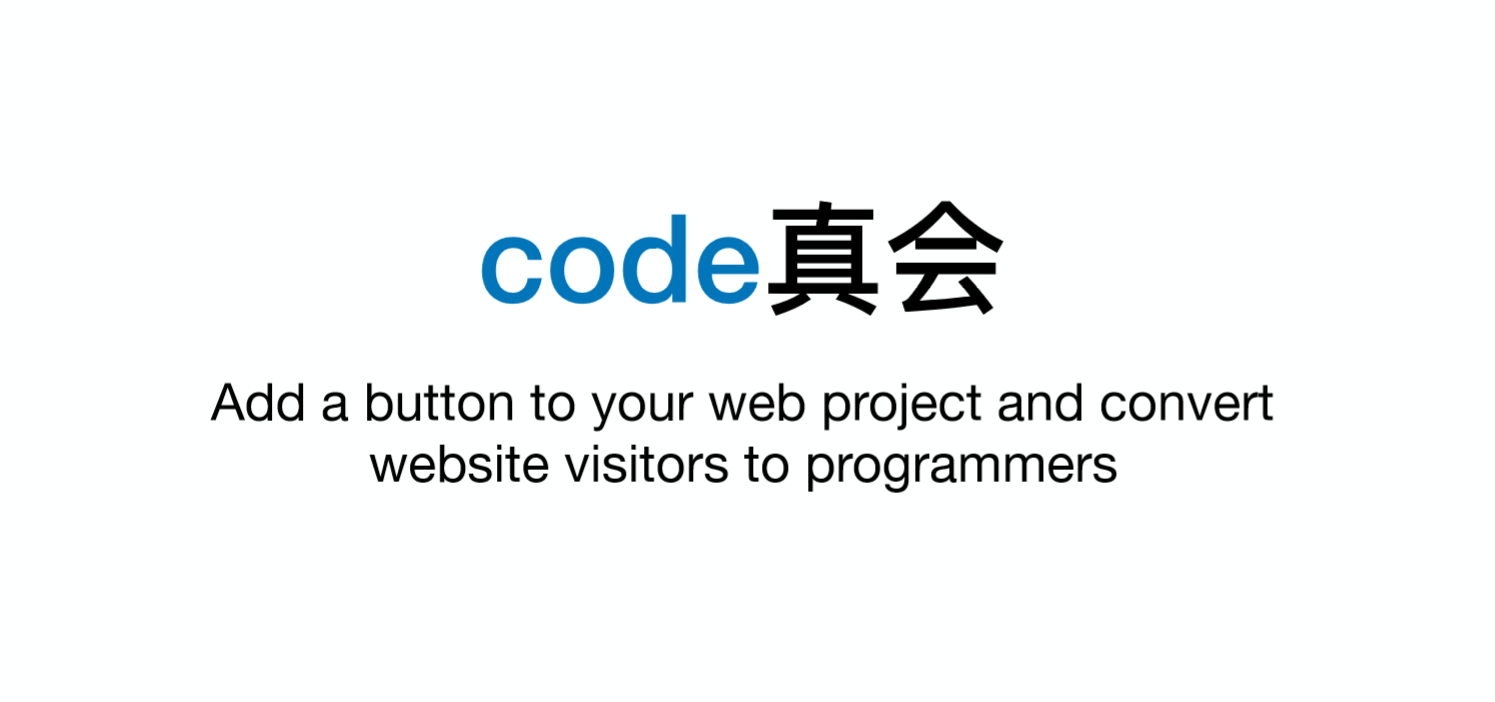 code真会
Add a button to your web project and convert
website visitors to programmers